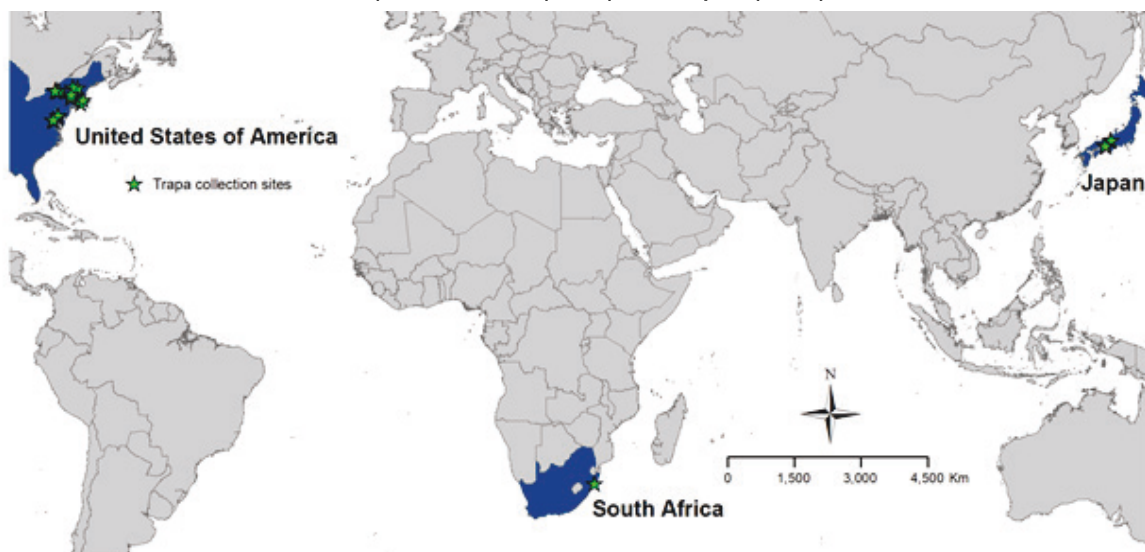 United States of America
Trapa collection sites
Japan
N
0 1,500 3,000 4,500 Km
South Africa